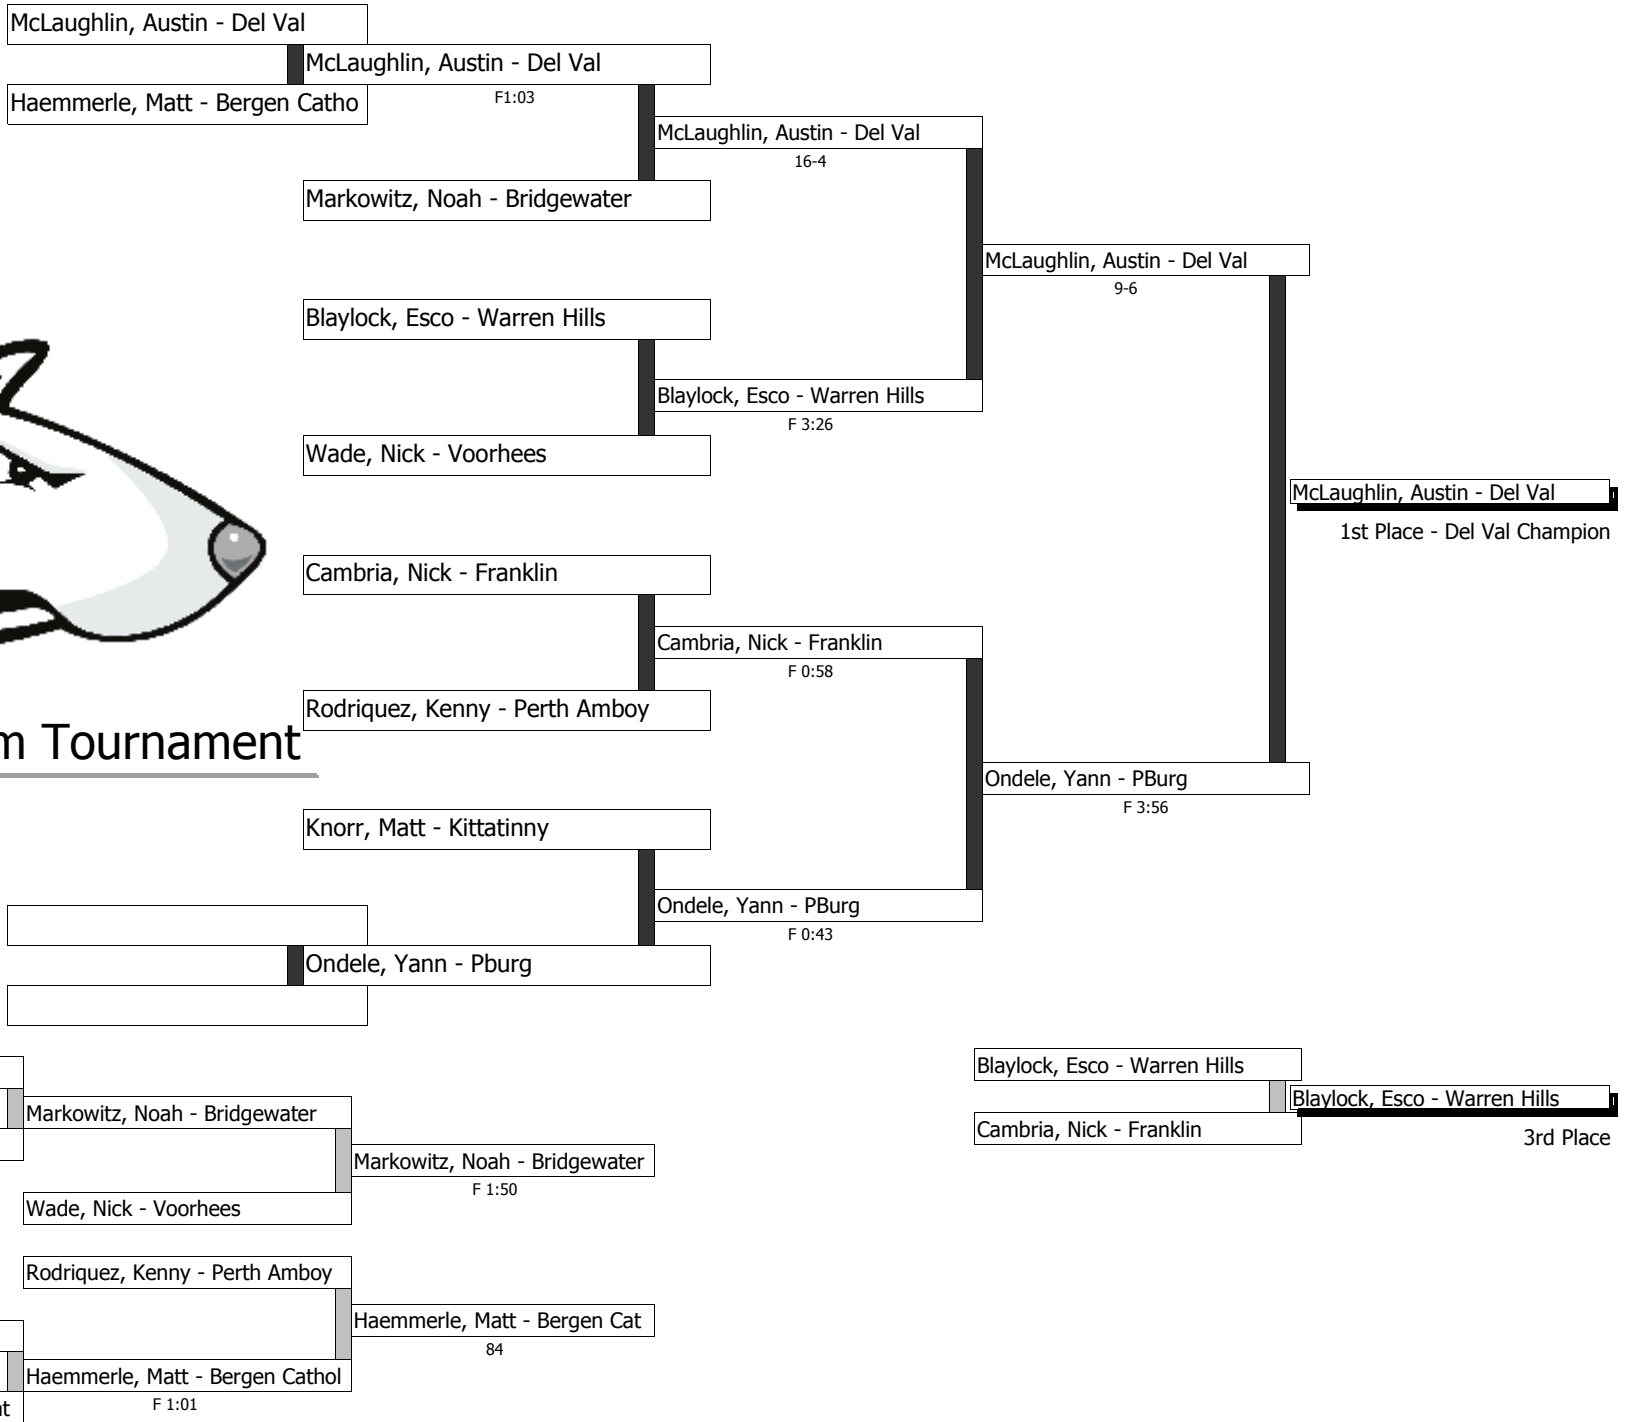 McLaughlin, Austin - Del Val
McLaughlin, Austin - Del Val
Haemmerle, Matt - Bergen Catho
F1:03
McLaughlin, Austin - Del Val
16-4
Markowitz, Noah - Bridgewater
McLaughlin, Austin - Del Val
9-6
Blaylock, Esco - Warren Hills
Blaylock, Esco - Warren Hills
F 3:26
Wade, Nick - Voorhees
McLaughlin, Austin - Del Val
1st Place - Del Val Champion
Cambria, Nick - Franklin
Cambria, Nick - Franklin
F 0:58
Rodriquez, Kenny - Perth Amboy
m Tournament
Ondele, Yann - PBurg
F 3:56
Knorr, Matt - Kittatinny
Ondele, Yann - PBurg
F 0:43
Ondele, Yann - Pburg
Blaylock, Esco - Warren Hills
Blaylock, Esco - Warren Hills
Cambria, Nick - Franklin
3rd Place
Markowitz, Noah - Bridgewater
Markowitz, Noah - Bridgewater
F 1:50
Wade, Nick - Voorhees
Rodriquez, Kenny - Perth Amboy
Haemmerle, Matt - Bergen Cat
84
Haemmerle, Matt - Bergen Cathol
F 1:01